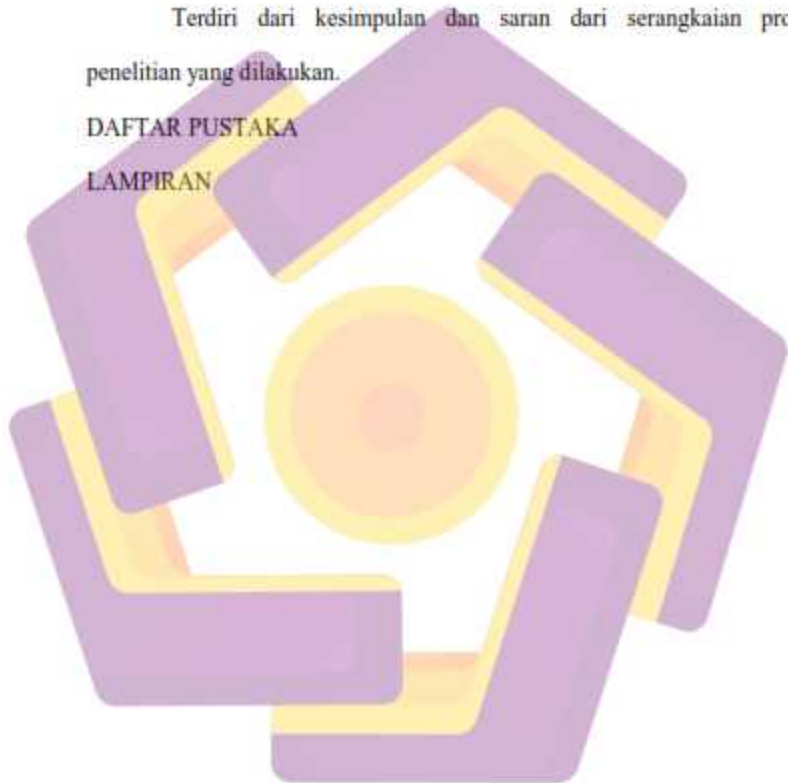 Terdiri dari kesimpulan dan saran dari serangkaian
penelitian yang dilakukan.
DAFTAR PUSTAKA
LAMPIRAN